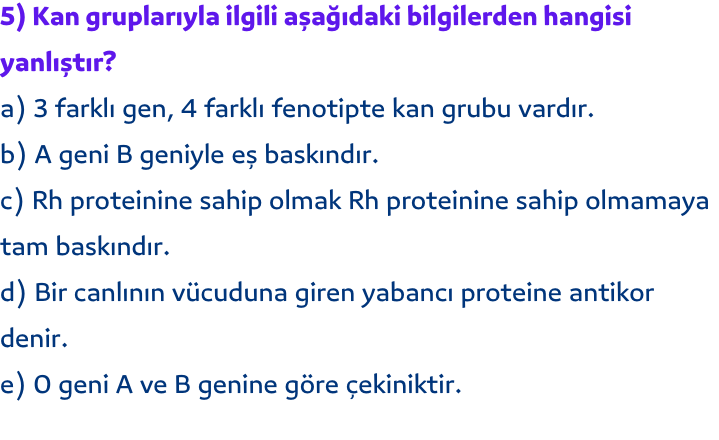 5) Kan gruplarıyla ilgili aşağıdaki bilgilerden hangisi
yanlıştır?
a) 3 farklı gen, 4 farklı fenotipte kan grubu vardır.
b) A geni B geniyle eş baskındır.
c) Rh proteinine sahip olmak Rh proteinine sahip olmamaya
tam baskındır.
d) Bir canlının vücuduna giren yabancı proteine antikor
denir.
e) 0 geni A ve B genine göre çekiniktir.